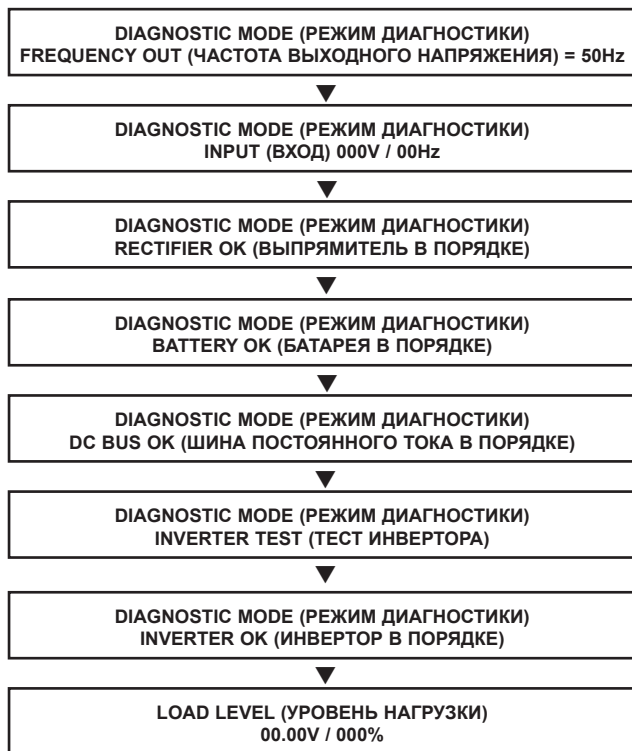 DIAGNOSTIC MODE (РЕЖИМ ДИАГНОСТИКИ)
FREQUENCY OUT (ЧАСТОТА ВЫХОДНОГО НАПРЯЖЕНИЯ) = 50Hz
DIAGNOSTIC MODE (РЕЖИМ ДИАГНОСТИКИ)
INPUT (ВХОД) 000V / 00Hz
DIAGNOSTIC MODE (РЕЖИМ ДИАГНОСТИКИ)
RECTIFIER OK (ВЫПРЯМИТЕЛЬ В ПОРЯДКЕ)
DIAGNOSTIC MODE (РЕЖИМ ДИАГНОСТИКИ)
BATTERY OK (БАТАРЕЯ В ПОРЯДКЕ)
DIAGNOSTIC MODE (РЕЖИМ ДИАГНОСТИКИ)
DC BUS OK (ШИНА ПОСТОЯННОГО ТОКА В ПОРЯДКЕ)
DIAGNOSTIC MODE (РЕЖИМ ДИАГНОСТИКИ)
INVERTER TEST (ТЕСТ ИНВЕРТОРА)
DIAGNOSTIC MODE (РЕЖИМ ДИАГНОСТИКИ)
INVERTER OK (ИНВЕРТОР В ПОРЯДКЕ)
LOAD LEVEL (УРОВЕНЬ НАГРУЗКИ)
00.00V / 000%